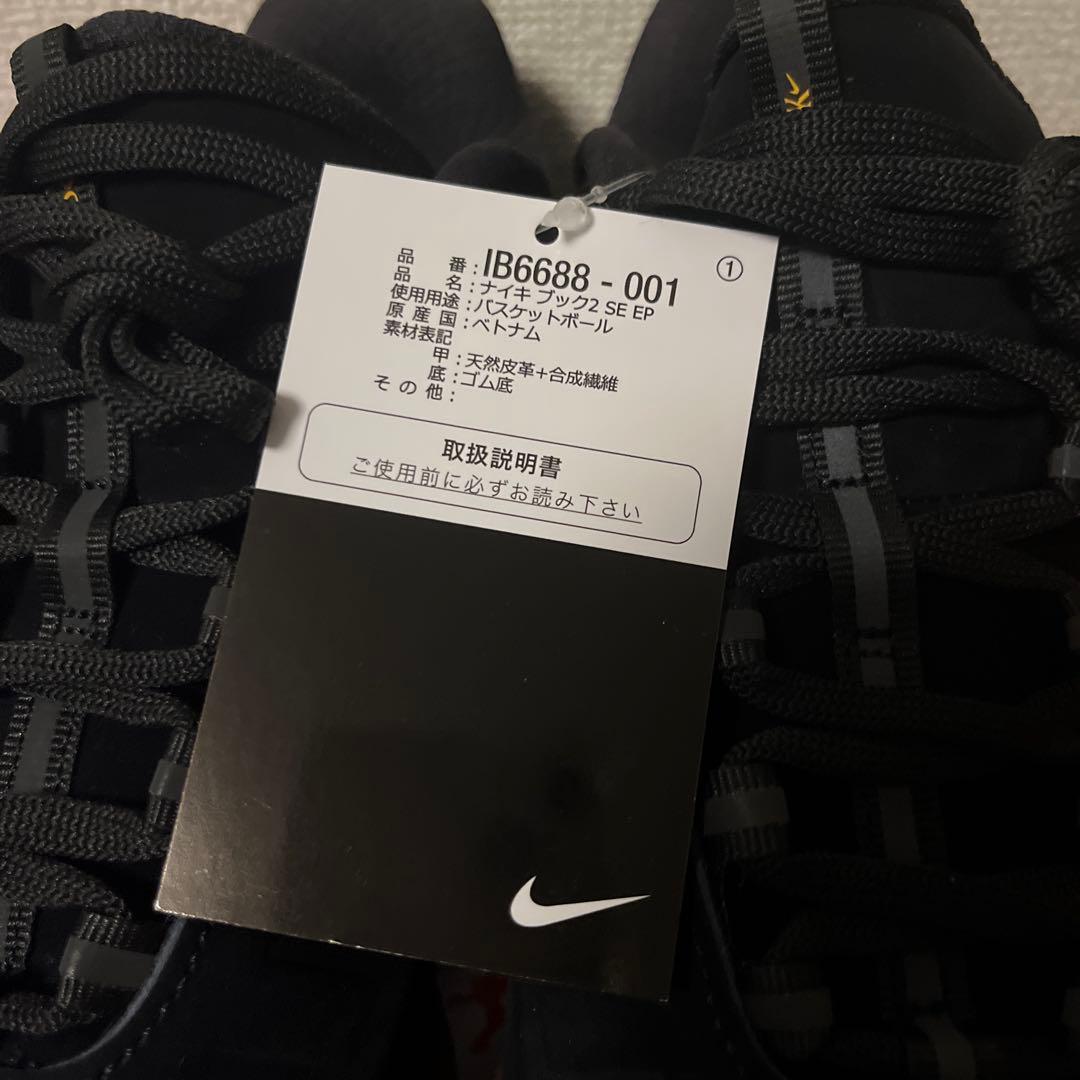 ①
品　　番：IB6688 - 001
品　　名：ナイキ ブック2 SE EP
使用用途：バスケットボール
原 産 国：ベトナム
素材表記
甲：天然皮革＋合成繊維
底：ゴム底
そ の 他：
取扱説明書
ご使用前に必ずお読み下さい